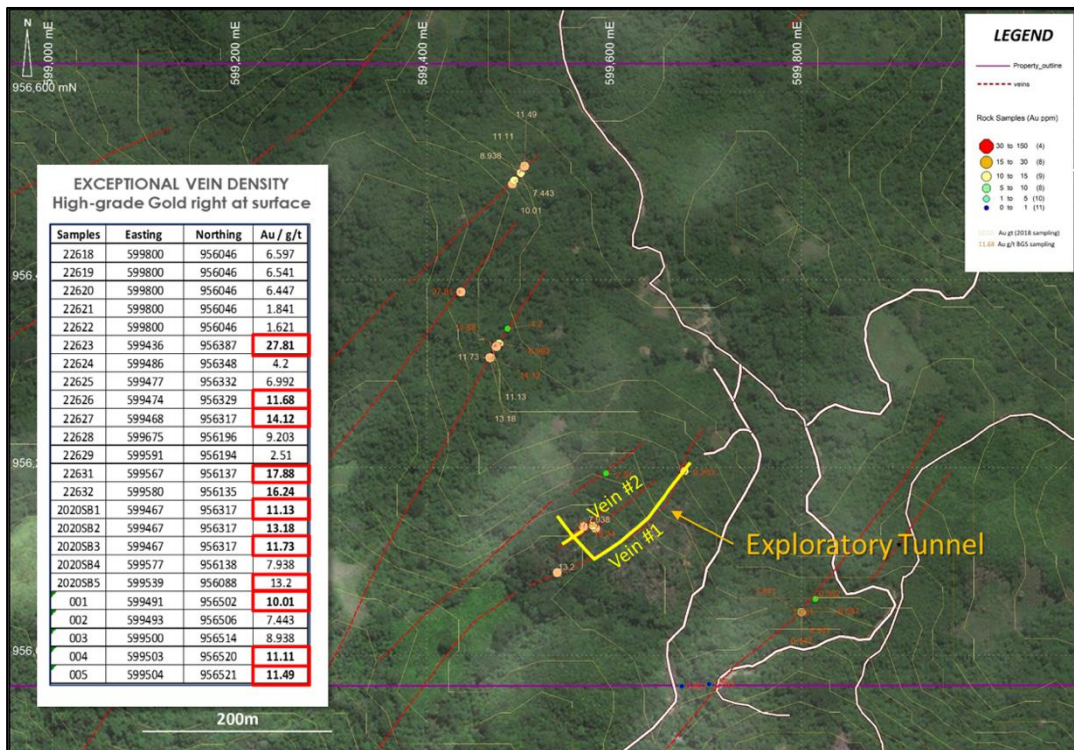 N
599,000 mE
599,200 mE
599,400 mE
599,600 mE
599,800 mE
956,600 mN
LEGEND
Property_outline
veins
Rock Samples (Au ppm)
30 to 150 (4)
15 to 30 (8)
10 to 15 (9)
5 to 10 (8)
1 to 5 (10)
0 to 1 (11)
Au gt (2018 sampling)
11.68 Au g/t BGS sampling
EXCEPTIONAL VEIN DENSITY
High-grade Gold right at surface
Samples Easting Northing Au / g/t
22618 599800 956046 6.597
22619 599800 956046 6.541
22620 599800 956046 6.447
22621 599800 956046 1.841
22622 599800 956046 1.621
22623 599436 956387 27.81
22624 599486 956348 4.2
22625 599477 956332 6.992
22626 599474 956329 11.68
22627 599468 956317 14.12
22628 599675 956196 9.203
22629 599591 956194 2.51
22631 599567 956137 17.88
22632 599580 956135 16.24
2020SB1 599467 956317 11.13
2020SB2 599467 956317 13.18
2020SB3 599467 956317 11.73
2020SB4 599577 956138 7.938
2020SB5 599539 956088 13.2
001 599491 956502 10.01
002 599493 956506 7.443
003 599500 956514 8.938
004 599503 956520 11.11
005 599504 956521 11.49
200m
11.49
11.11
8.938
7.443
10.01
4.2
11.73
14.12
11.13
13.18
Vein #2
7.938
Vein #1
13.2
Exploratory Tunnel